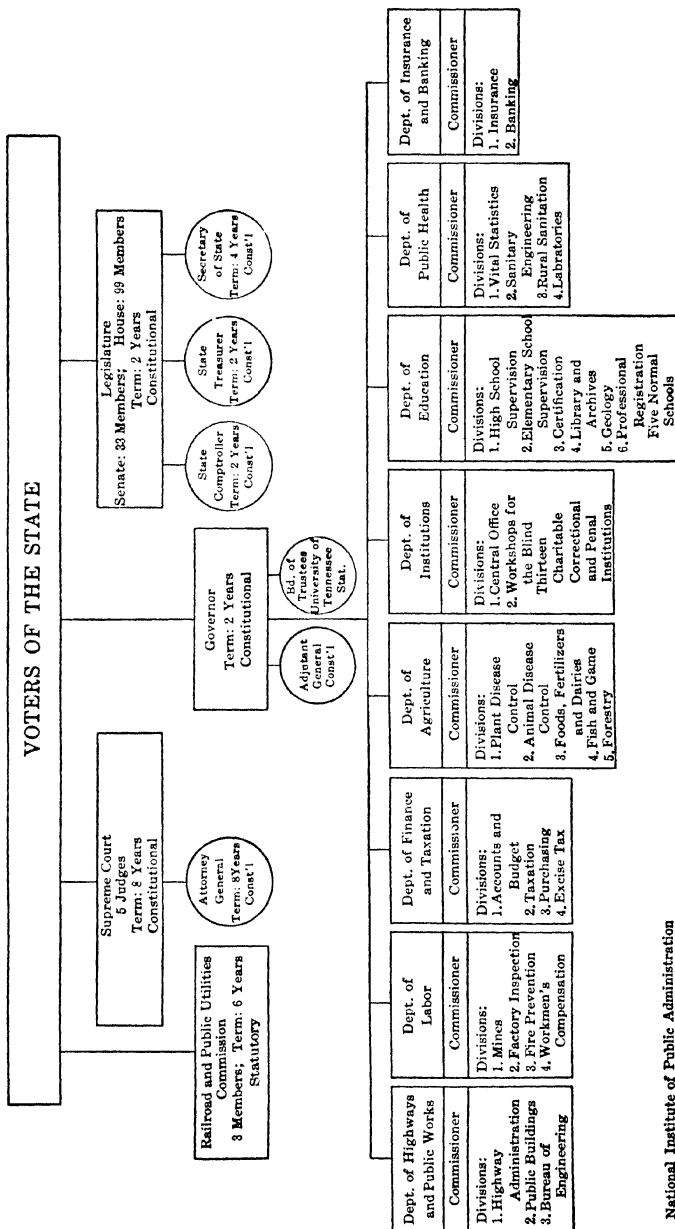 VOTERS OF THE STATE
Railroad and Public Utilities
Commission
3 Members; Term: 6 Years
Statutory
Supreme Court
5 Judges
Term: 8 Years
Constitutional
Attorney
General
Term: 8Years
Const'l
Governor
Term: 2 Years
Constitutional
Adjutant
General
Const'l
Bd. of
Trustees
University of
Tennessee
Stat.
Legislature
Senate: 33 Members; House: 99 Members
Term: 2 Years
Constitutional
State
Comptroller
Term: 2 Years
Const'l
State
Treasurer
Term: 2 Years
Const'l
Secretary
of State
Term: 4 Years
Const'l
Dept. of Highways
and Public Works
Commissioner
Divisions:
1. Highway
Administration
2. Public Buildings
3. Bureau of
Engineering
Dept. of
Labor
Commissioner
Divisions:
1. Mines
2. Factory Inspection
3. Fire Prevention
4. Workmen's
Compensation
Dept. of Finance
and Taxation
Commissioner
Divisions:
1. Accounts and
Budget
2. Taxation
3. Purchasing
4. Excise Tax
Dept. of
Agriculture
Commissioner
Divisions:
1. Plant Disease
Control
2. Animal Disease
Control
3. Foods, Fertilizers
and Dairies
4. Fish and Game
5. Forestry
Dept. of
Institutions
Commissioner
Divisions:
1. Central Office
2. Workshops for
the Blind
Thirteen
Charitable
Correctional
and Penal
Institutions
Dept. of
Education
Commissioner
Divisions:
1. High School
Supervision
2. Elementary School
Supervision
3. Certification
4. Library and
Archives
5. Geology
6. Professional
Registration
Five Normal
Schools
Dept. of
Public Health
Commissioner
Divisions:
1. Vital Statistics
2. Sanitary
Engineering
3. Rural Sanitation
4. Labratories
Dept. of Insurance
and Banking
Commissioner
Divisions:
1. Insurance
2. Banking
National Institute of Public Administration